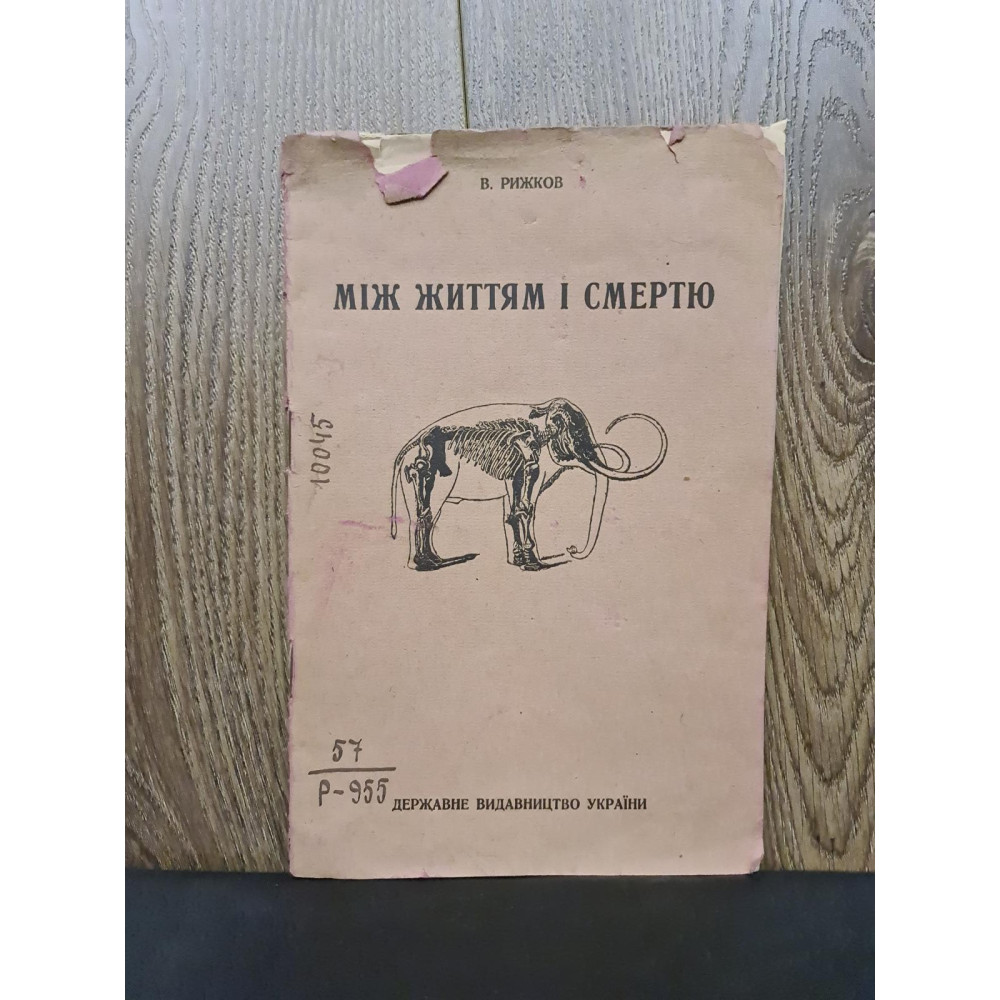 В. РИЖКОВ
МІЖ ЖИТТЯМ І СМЕРТЮ
10045
57
Р-955
ДЕРЖАВНЕ ВИДАВНИЦТВО УКРАЇНИ